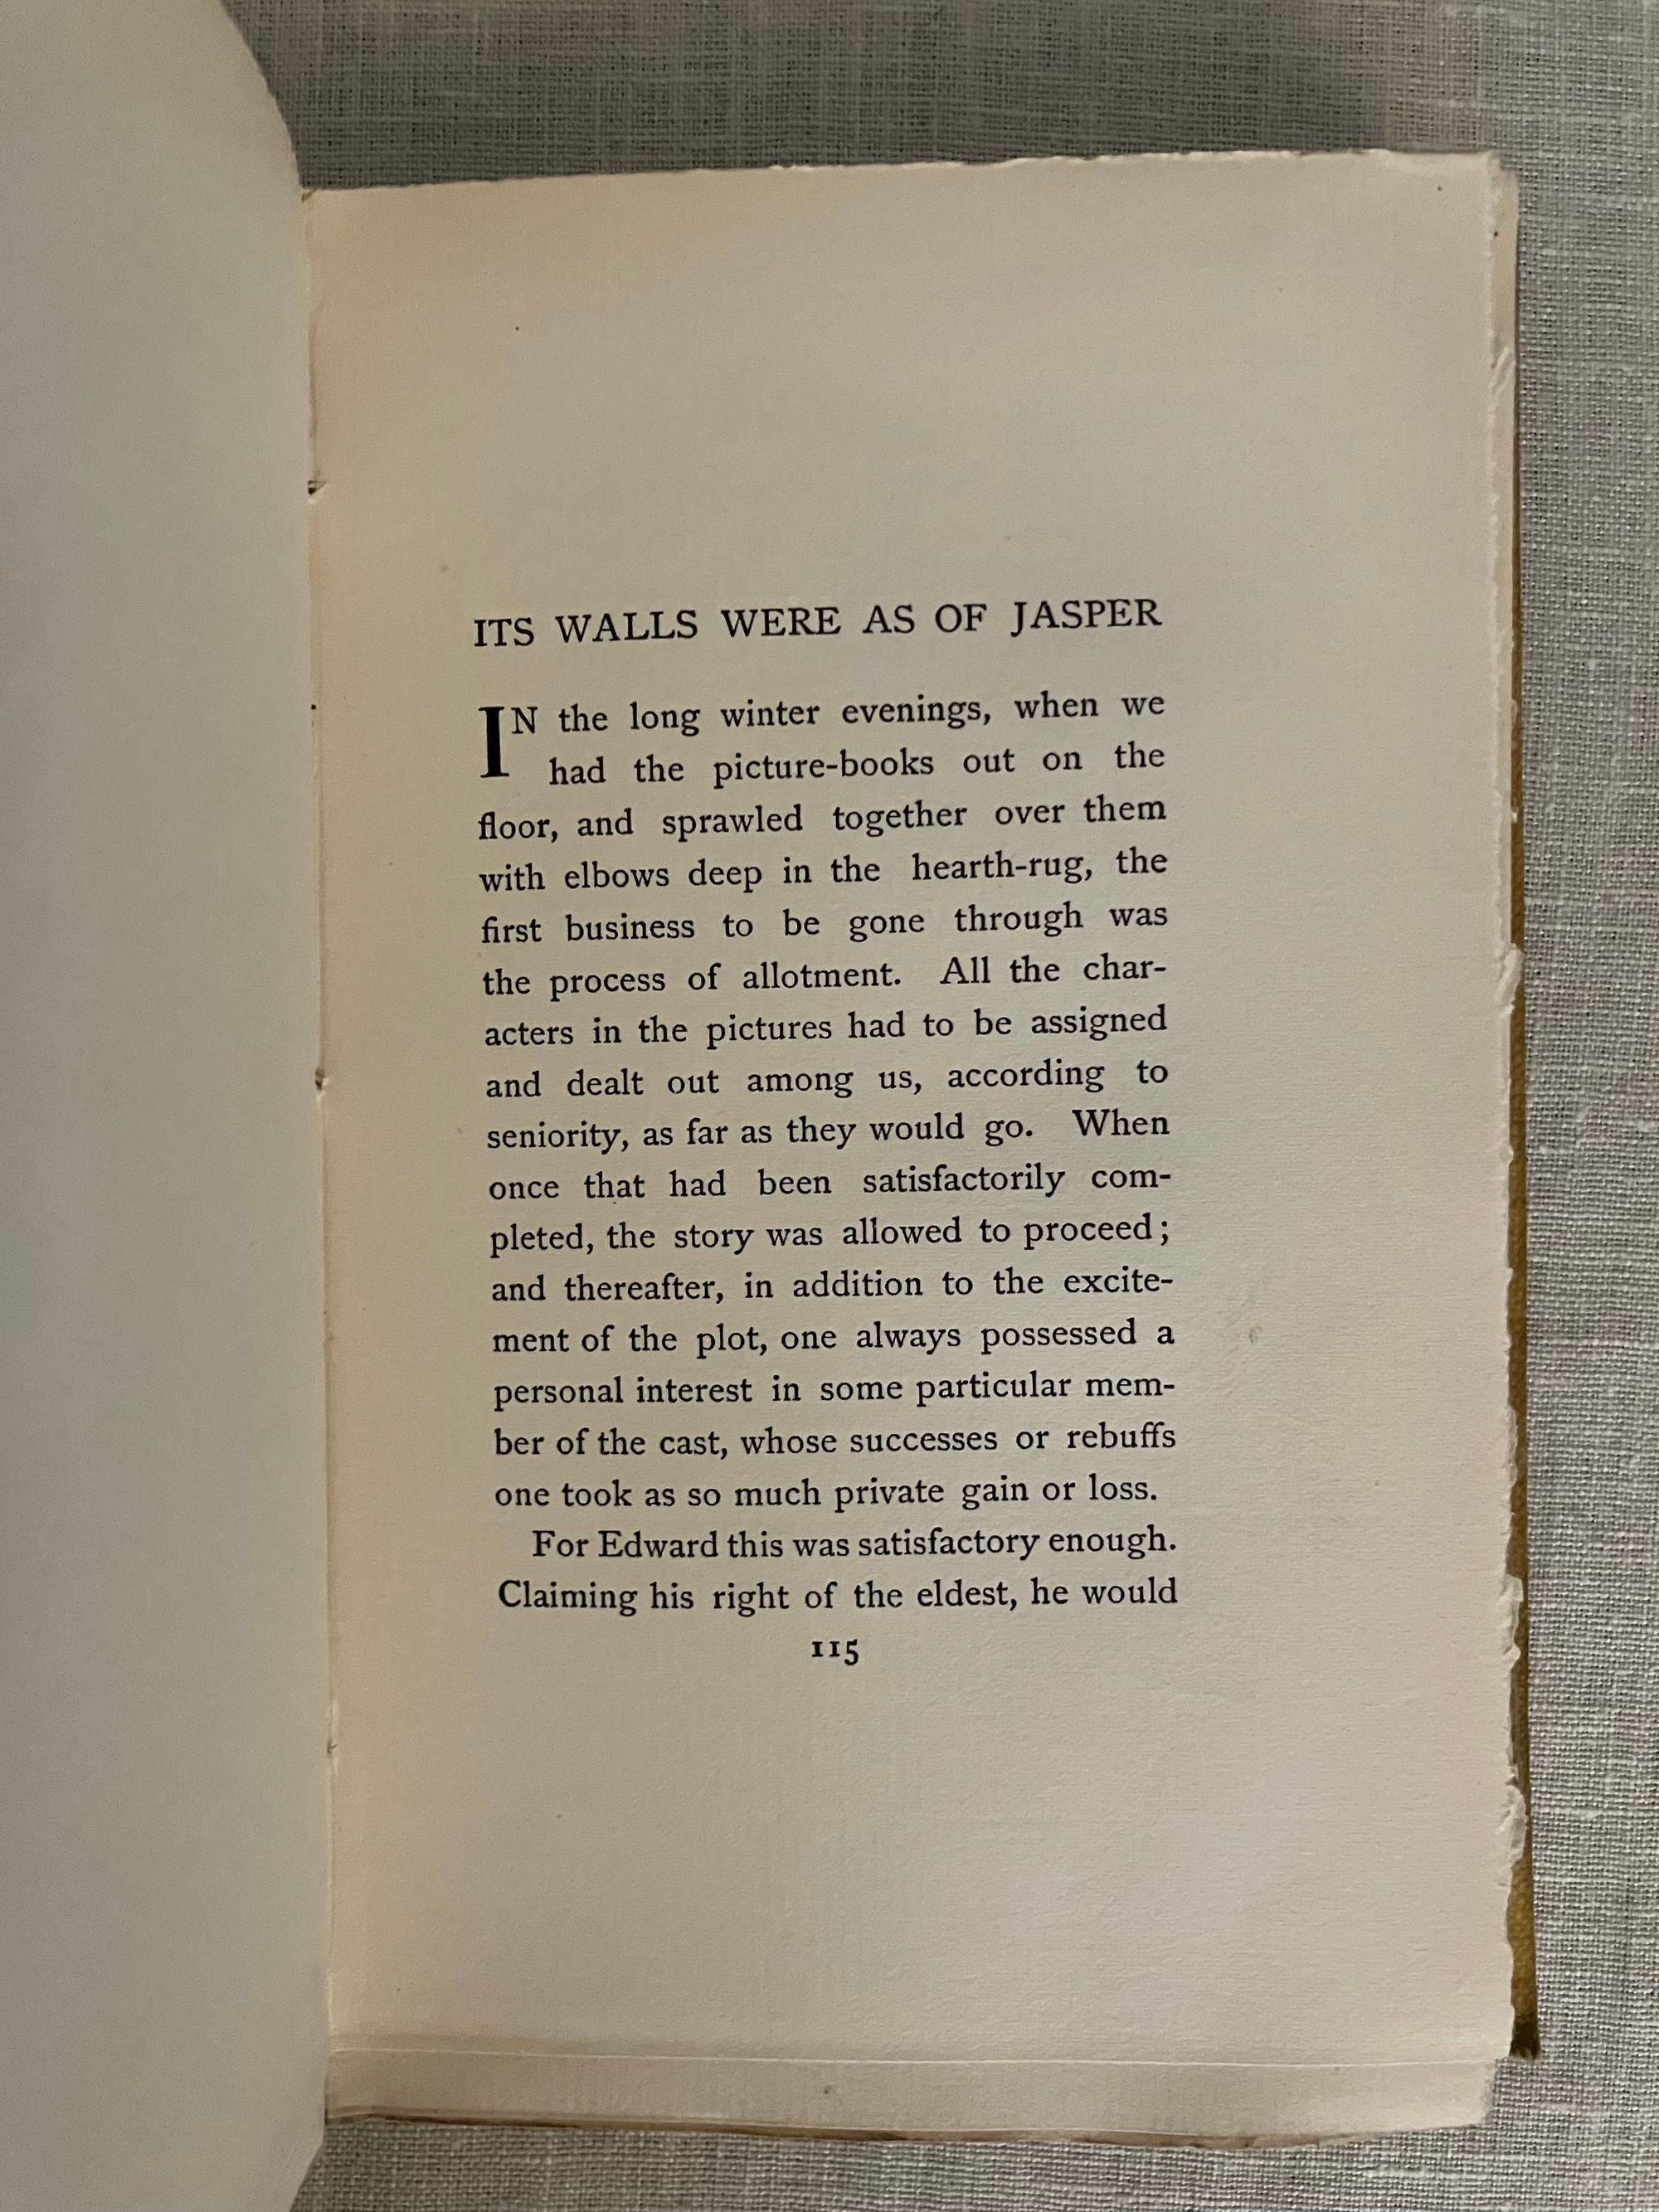 ITS WALLS WERE AS OF JASPER
IN the long winter evenings, when we
had the picture-books out on the
floor, and sprawled together over them
with elbows deep in the hearth-rug, the
first business to be gone through was
the process of allotment. All the char-
acters in the pictures had to be assigned
and dealt out among us, according to
seniority, as far as they would go. When
once that had been satisfactorily com-
pleted, the story was allowed to proceed;
and thereafter, in addition to the excite-
ment of the plot, one always possessed a
personal interest in some particular mem-
ber of the cast, whose successes or rebuffs
one took as so much private gain or loss.
For Edward this was satisfactory enough.
Claiming his right of the eldest, he would
115